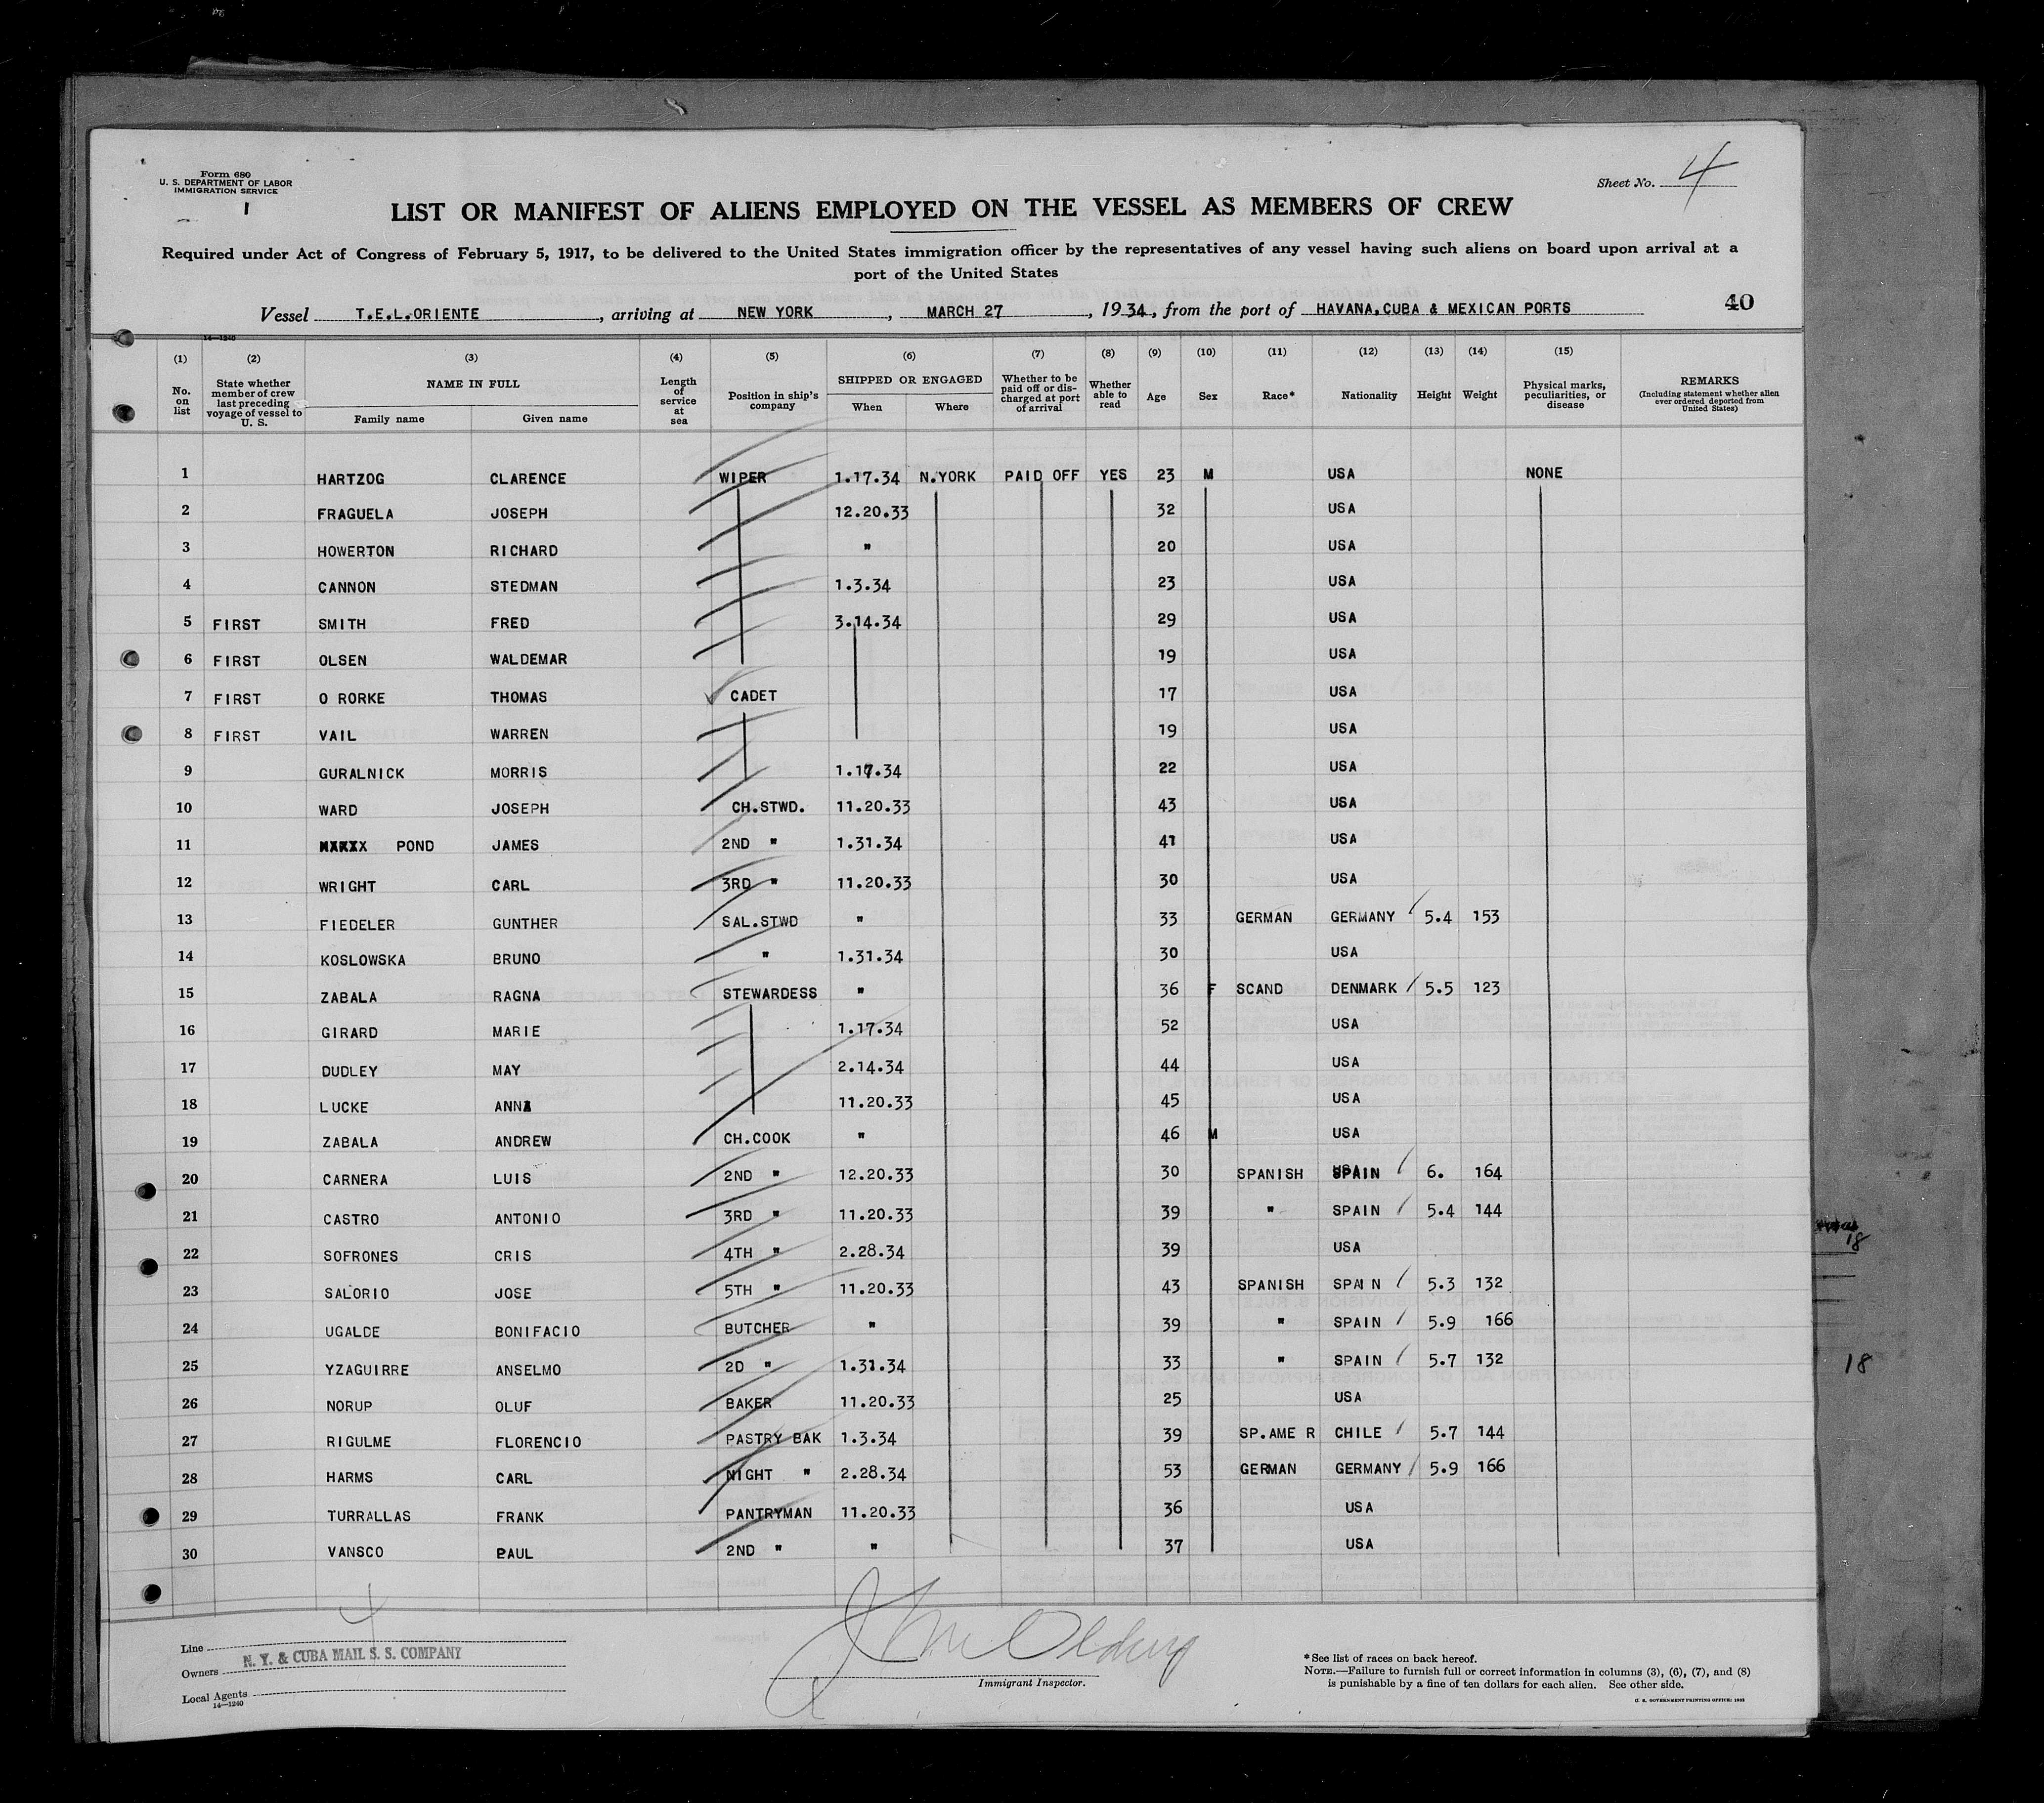 Form 680
U. S. DEPARTMENT OF LABOR
IMMIGRATION SERVICE
Sheet No. 4
LIST OR MANIFEST OF ALIENS EMPLOYED ON THE VESSEL AS MEMBERS OF CREW
Required under Act of Congress of February 5, 1917, to be delivered to the United States immigration officer by the representatives of any vessel having such aliens on board upon arrival at a
port of the United States
Vessel T.E.L.ORIENTE, arriving at NEW YORK, MARCH 27, 1934, from the port of HAVANA.CUBA & MEXICAN PORTS 40
14—1240
(1) No. on list (2) State whether member of crew last preceding voyage of vessel to U. S. (3) NAME IN FULL Family name Given name (4) Length of service at sea (5) Position in ship's company (6) SHIPPED OR ENGAGED When Where (7) Whether to be paid off or discharged at port of arrival (8) Whether able to read (9) Age (10) Sex (11) Race* (12) Nationality (13) Height (14) Weight (15) Physical marks, peculiarities, or disease REMARKS (Including statement whether alien ever ordered deported from United States)
1 HARTZOG CLARENCE WIPER 1.17.34 N.YORK PAID OFF YES 23 M USA NONE
2 FRAGUELA JOSEPH 12.20.33 32 USA
3 HOWERTON RICHARD " 20 USA
4 CANNON STEDMAN 1.3.34 23 USA
5 FIRST SMITH FRED 3.14.34 29 USA
6 FIRST OLSEN WALDEMAR 19 USA
7 FIRST O RORKE THOMAS CADET 17 USA
8 FIRST VAIL WARREN 19 USA
9 GURALNICK MORRIS 1.17.34 22 USA
10 WARD JOSEPH CH.STWD. 11.20.33 43 USA
11 POND JAMES 2ND " 1.31.34 41 USA
12 WRIGHT CARL 3RD " 11.20.33 30 USA
13 FIEDELER GUNTHER SAL.STWD " 33 GERMAN GERMANY 5.4 153
14 KOSLOWSKA BRUNO " 1.31.34 30 USA
15 ZABALA RAGNA STEWARDESS " 36 F SCAND DENMARK 5.5 123
16 GIRARD MARIE 1.17.34 52 USA
17 DUDLEY MAY 2.14.34 44 USA
18 LUCKE ANNA 11.20.33 45 USA
19 ZABALA ANDREW CH.COOK " 46 M USA
20 CARNERA LUIS 2ND " 12.20.33 30 SPANISH SPAIN 6. 164
21 CASTRO ANTONIO 3RD " 11.20.33 39 " SPAIN 5.4 144
22 SOFRONES CRIS 4TH " 2.28.34 39 USA
23 SALORIO JOSE 5TH " 11.20.33 43 SPANISH SPAIN 5.3 132
24 UGALDE BONIFACIO BUTCHER " 39 " SPAIN 5.9 166
25 YZAGUIRRE ANSELMO 2D " 1.31.34 33 " SPAIN 5.7 132
26 NORUP OLUF BAKER 11.20.33 25 USA
27 RIGULME FLORENCIO PASTRY BAK 1.3.34 39 SP.AME R CHILE 5.7 144
28 HARMS CARL NIGHT " 2.28.34 53 GERMAN GERMANY 5.9 166
29 TURRALLAS FRANK PANTRYMAN 11.20.33 36 USA
30 VANSCO PAUL 2ND " " 37 USA
18
18
Line
Owners N. Y. & CUBA MAIL S. S. COMPANY
Local Agents
14—1240
Immigrant Inspector.
*See list of races on back hereof.
NOTE.—Failure to furnish full or correct information in columns (3), (6), (7), and (8)
is punishable by a fine of ten dollars for each alien. See other side.
U. S. GOVERNMENT PRINTING OFFICE: 1932